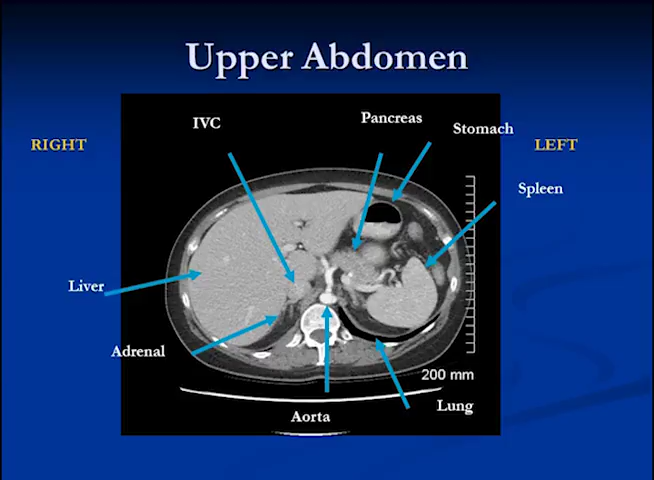 Upper Abdomen
IVC
Pancreas
Stomach
RIGHT
LEFT
Spleen
Liver
Adrenal
200 mm
Aorta
Lung